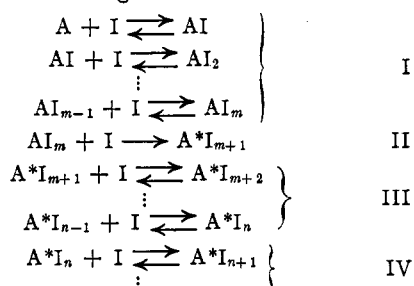 A + I ⇌ AI
AI + I ⇌ AI₂
⋮
AIₘ₋₁ + I ⇌ AIₘ
I
AIₘ + I ⟶ A*Iₘ₊₁ II
A*Iₘ₊₁ + I ⇌ A*Iₘ₊₂
⋮
A*Iₙ₋₁ + I ⇌ A*Iₙ
III
A*Iₙ + I ⇌ A*Iₙ₊₁
⋮
IV